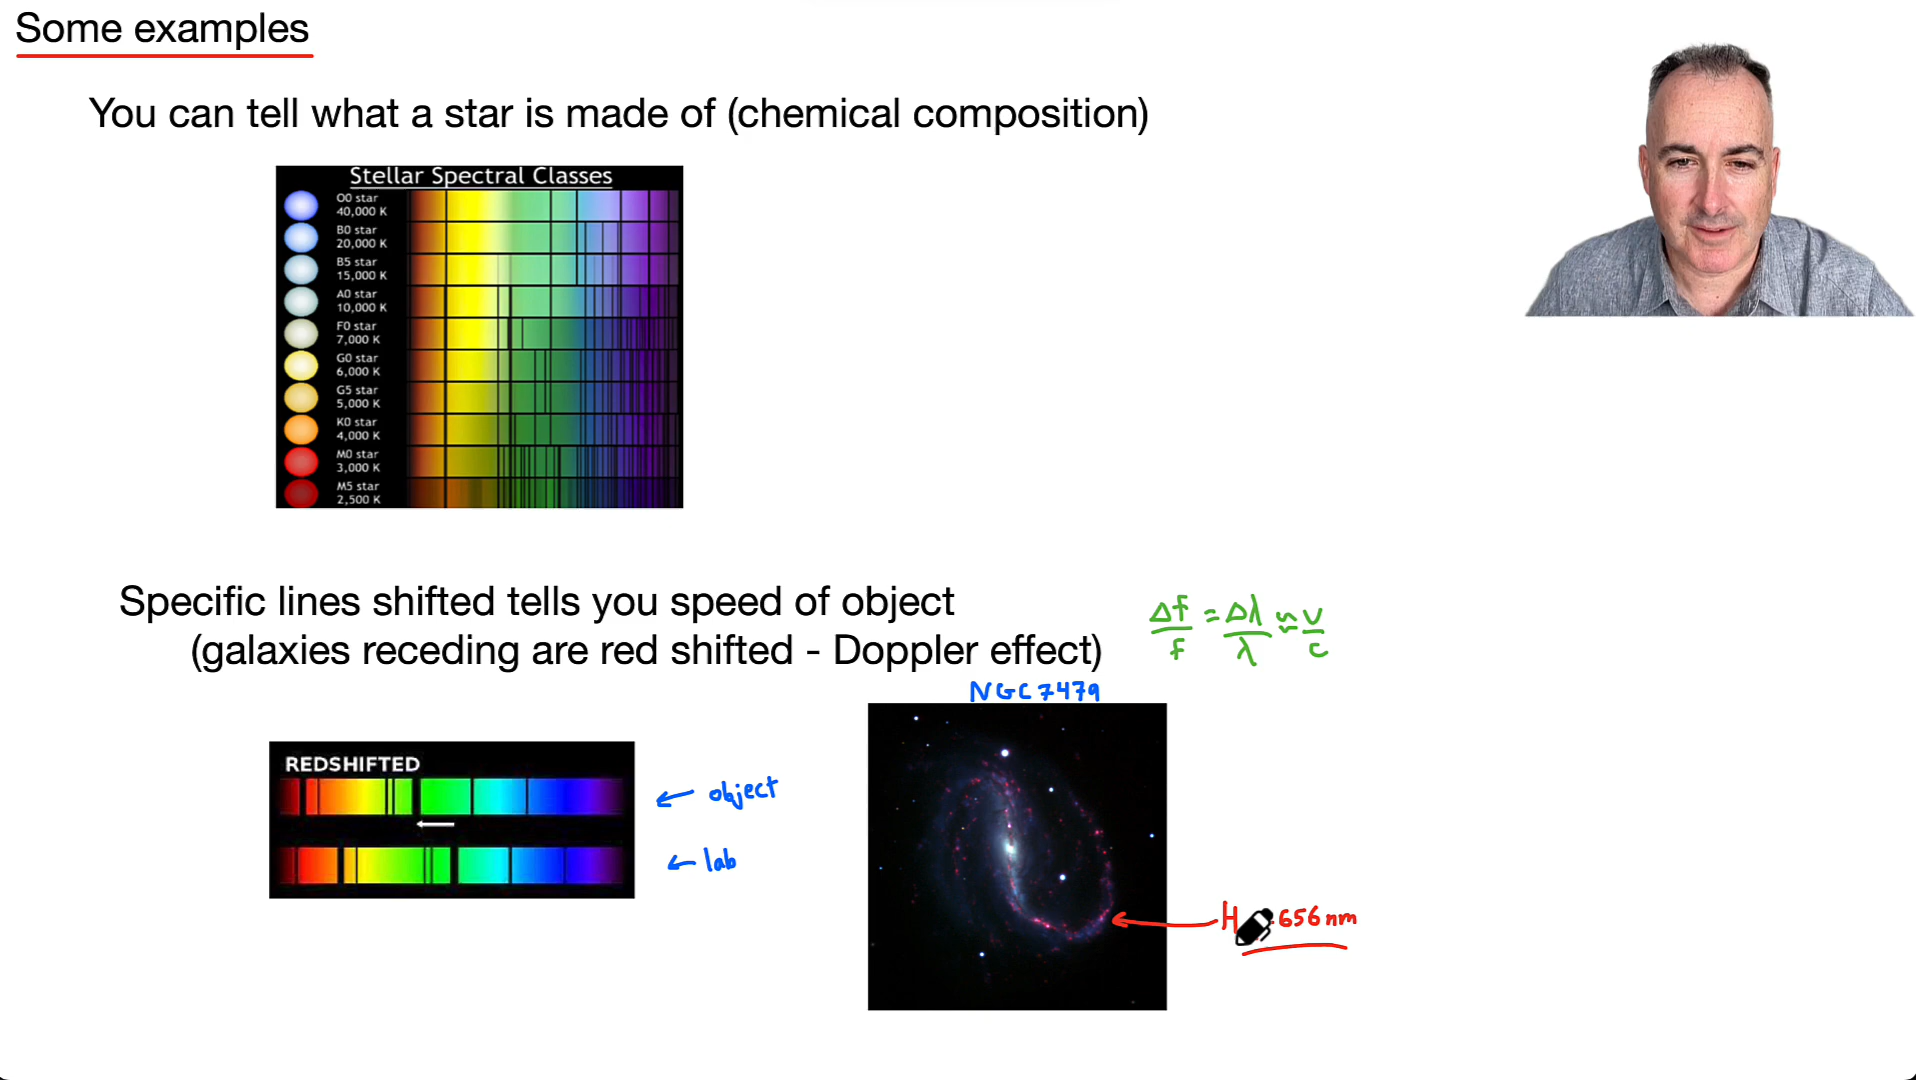 Some examples
You can tell what a star is made of (chemical composition)
Stellar Spectral Classes
O0 star
40,000 K
B0 star
20,000 K
B5 star
15,000 K
A0 star
10,000 K
F0 star
7,000 K
G0 star
6,000 K
G5 star
5,000 K
K0 star
4,000 K
M0 star
3,000 K
M5 star
2,500 K
Specific lines shifted tells you speed of object
(galaxies receding are red shifted - Doppler effect)
Δf/f = Δλ/λ ≈ v/c
NGC 7479
REDSHIFTED
← object
← lab
H 656nm